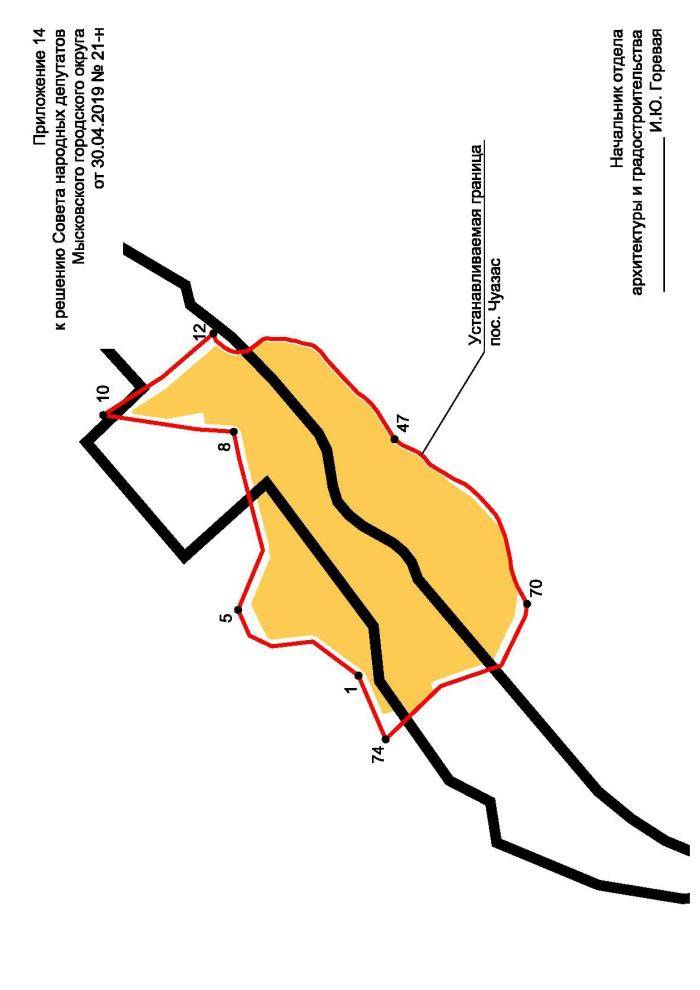 Приложение 14
к решению Совета народных депутатов
Мысковского городского округа
от 30.04.2019 № 21-н
10
12
8
47
5
1
70
74
Устанавливаемая граница
пос. Чуазас
Начальник отдела
архитектуры и градостроительства
И.Ю. Горевая